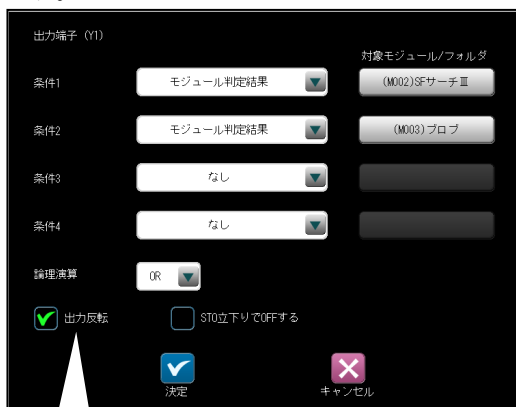 出力端子 (Y1)
対象モジュール/フォルダ
条件1 モジュール判定結果 (M002)SFサーチⅢ
条件2 モジュール判定結果 (M003)ブロブ
条件3 なし
条件4 なし
論理演算 OR
出力反転 STO立下りでOFFする
決定 キャンセル